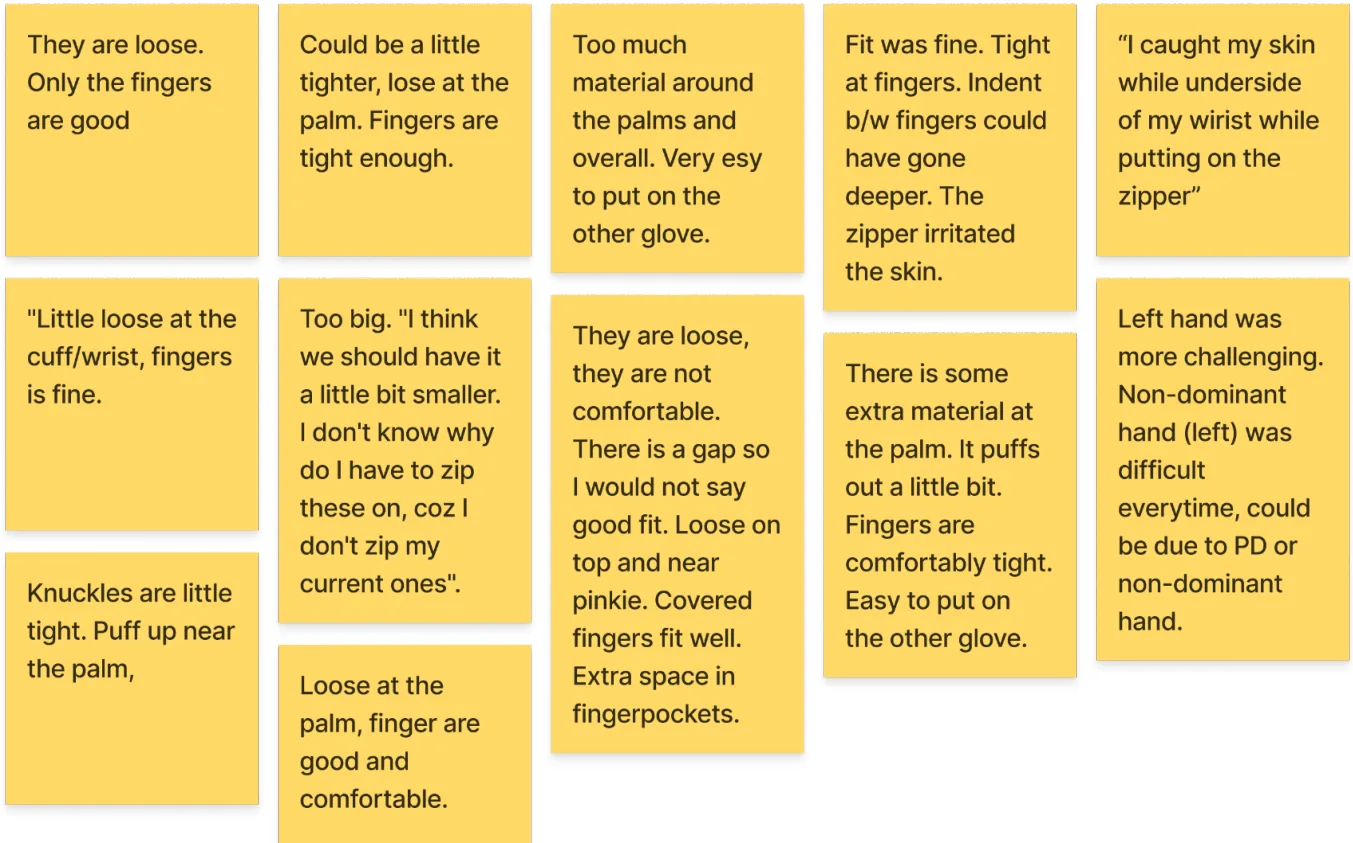 They are loose.
Only the fingers
are good
"Little loose at the
cuff/wrist, fingers
is fine.
Knuckles are little
tight. Puff up near
the palm,
Could be a little
tighter, lose at the
palm. Fingers are
tight enough.
Too big. "I think
we should have it
a little bit smaller.
I don't know why
do I have to zip
these on, coz I
don't zip my
current ones".
Loose at the
palm, finger are
good and
comfortable.
Too much
material around
the palms and
overall. Very esy
to put on the
other glove.
They are loose,
they are not
comfortable.
There is a gap so
I would not say
good fit. Loose on
top and near
pinkie. Covered
fingers fit well.
Extra space in
fingerpockets.
Fit was fine. Tight
at fingers. Indent
b/w fingers could
have gone
deeper. The
zipper irritated
the skin.
There is some
extra material at
the palm. It puffs
out a little bit.
Fingers are
comfortably tight.
Easy to put on
the other glove.
“I caught my skin
while underside
of my wirist while
putting on the
zipper”
Left hand was
more challenging.
Non-dominant
hand (left) was
difficult
everytime, could
be due to PD or
non-dominant
hand.